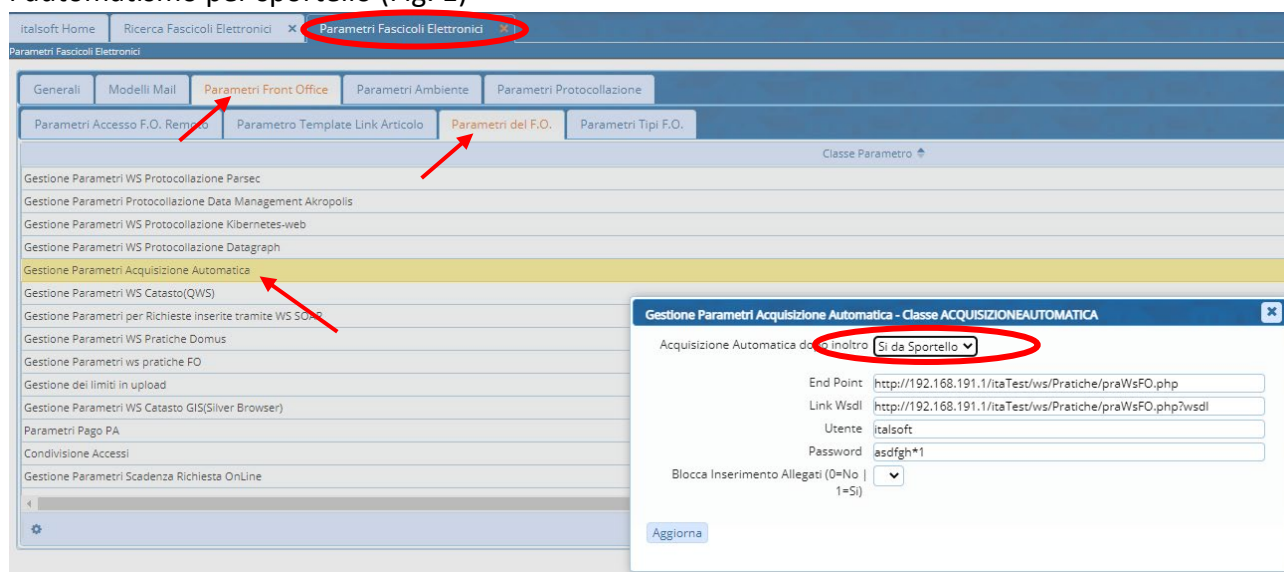 italsoft Home Ricerca Fascicoli Elettronici Parametri Fascicoli Elettronici
Parametri Fascicoli Elettronici
Generali Modelli Mail Parametri Front Office Parametri Ambiente Parametri Protocollazione
Parametri Accesso F.O. Remoto Parametro Template Link Articolo Parametri del F.O. Parametri Tipi F.O.
Classe Parametro
Gestione Parametri WS Protocollazione Parsec
Gestione Parametri Protocollazione Data Management Akropolis
Gestione Parametri WS Protocollazione Kibernetes-web
Gestione Parametri WS Protocollazione Datagraph
Gestione Parametri Acquisizione Automatica
Gestione Parametri WS Catasto(QWS)
Gestione Parametri per Richieste inserite tramite WS SOAP
Gestione Parametri WS Pratiche Domus
Gestione Parametri ws pratiche FO
Gestione dei limiti in upload
Gestione Parametri WS Catasto GIS(Silver Browser)
Parametri Pago PA
Condivisione Accessi
Gestione Parametri Scadenza Richiesta OnLine
Gestione Parametri Acquisizione Automatica - Classe ACQUISIZIONEAUTOMATICA
Acquisizione Automatica dopo inoltro Si da Sportello
End Point http://192.168.191.1/itaTest/ws/Pratiche/praWsFO.php
Link Wsdl http://192.168.191.1/itaTest/ws/Pratiche/praWsFO.php?wsdl
Utente italsoft
Password asdfgh*1
Blocca Inserimento Allegati (0=No |
1=Si)
Aggiorna